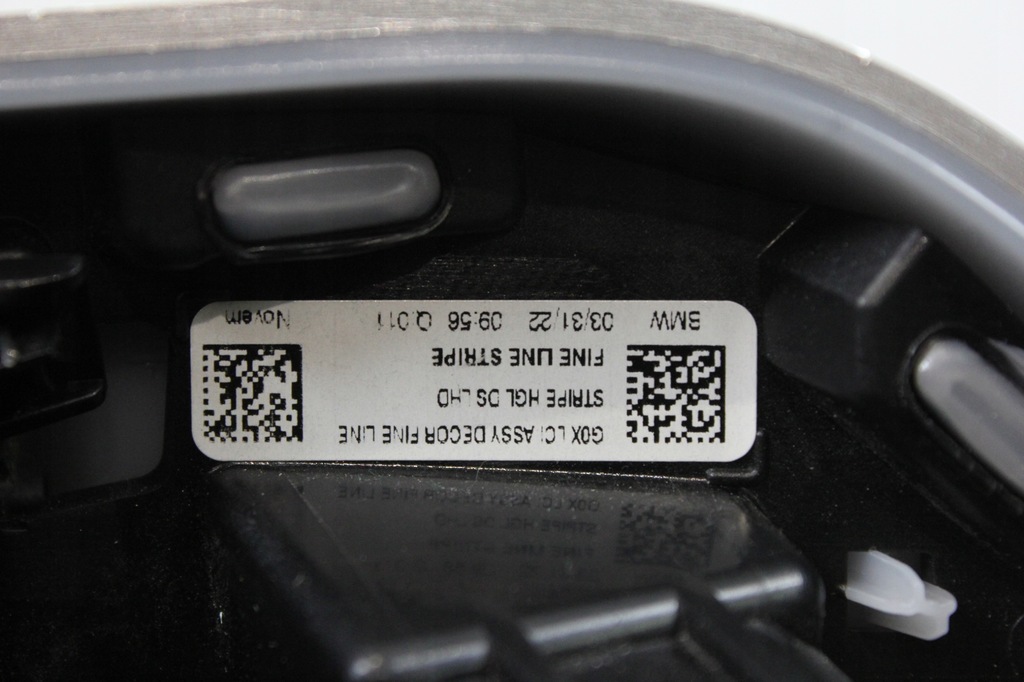 G0X LCI ASSY DECOR FINE LINE
STRIPE HGL DS LHD
FINE LINE STRIPE
BMW 03/31/22 09:56 Q:011 Novem